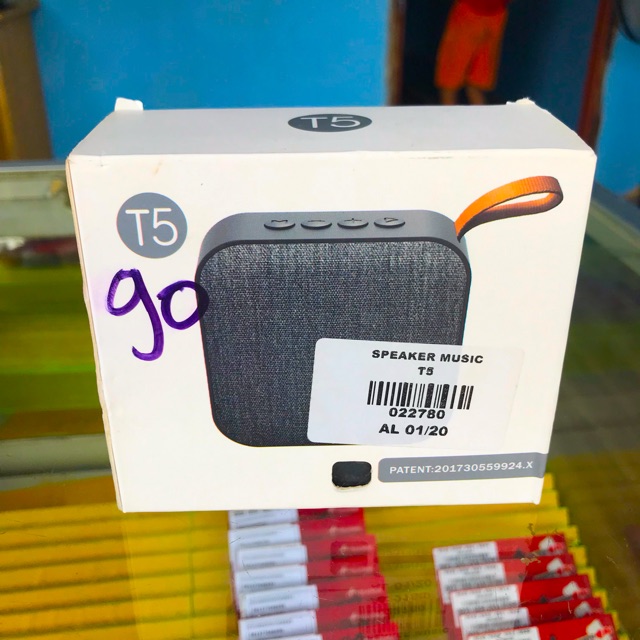 T5
T5
90
SPEAKER MUSIC
T5
022780
AL 01/20
PATENT:201730559924.X